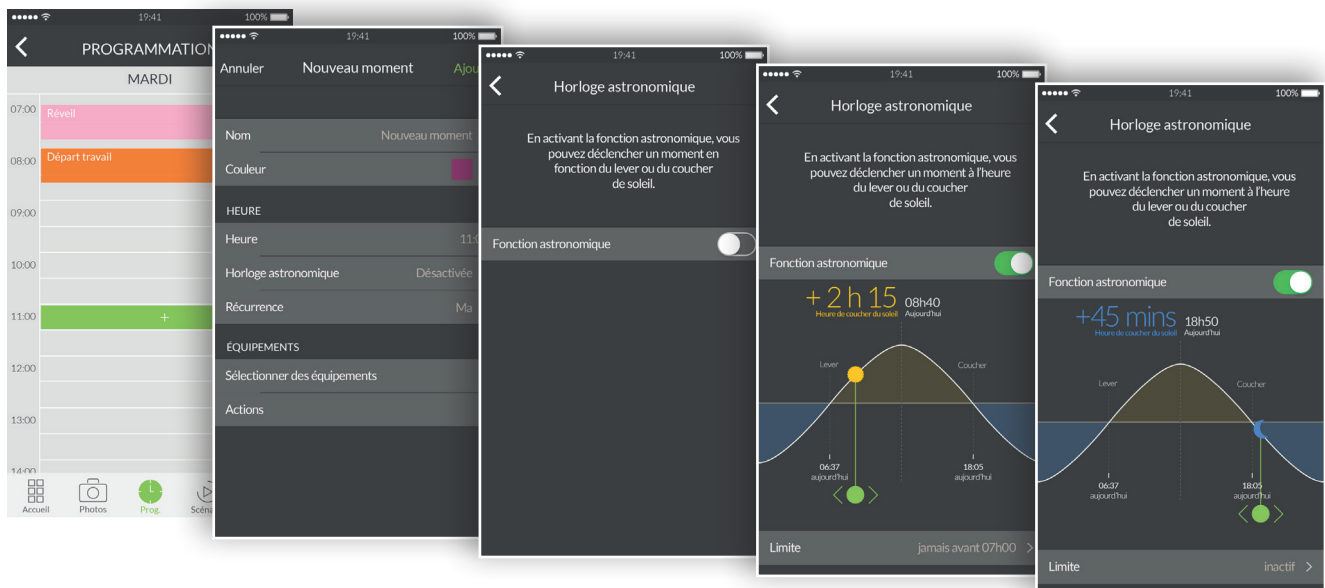 19:41
100%
PROGRAMMATION
MARDI
07:00
Réveil
08:00
Départ travail
09:00
10:00
11:00
+
12:00
13:00
14:00
Accueil
Photos
Prog.
19:41
100%
Annuler
Nouveau moment
Nom
Nouveau moment
Couleur
HEURE
Heure
Horloge astronomique
Désactivée
Récurrence
Ma
ÉQUIPEMENTS
Sélectionner des équipements
Actions
19:41
100%
Horloge astronomique
En activant la fonction astronomique, vous
pouvez déclencher un moment en
fonction du lever ou du coucher
de soleil.
Fonction astronomique
19:41
100%
Horloge astronomique
En activant la fonction astronomique, vous
pouvez déclencher un moment à l'heure
du lever ou du coucher
de soleil.
Fonction astronomique
+ 2 h 15 08h40
Heure de coucher du soleil Aujourd'hui
Lever
Coucher
06:37
aujourd'hui
18:05
aujourd'hui
Limite
jamais avant 07h00
19:41
100%
Horloge astronomique
En activant la fonction astronomique, vous
pouvez déclencher un moment à l'heure
du lever ou du coucher
de soleil.
Fonction astronomique
+45 mins 18h50
Heure de coucher du soleil Aujourd'hui
Lever
Coucher
06:37
aujourd'hui
18:05
aujourd'hui
Limite
inactif